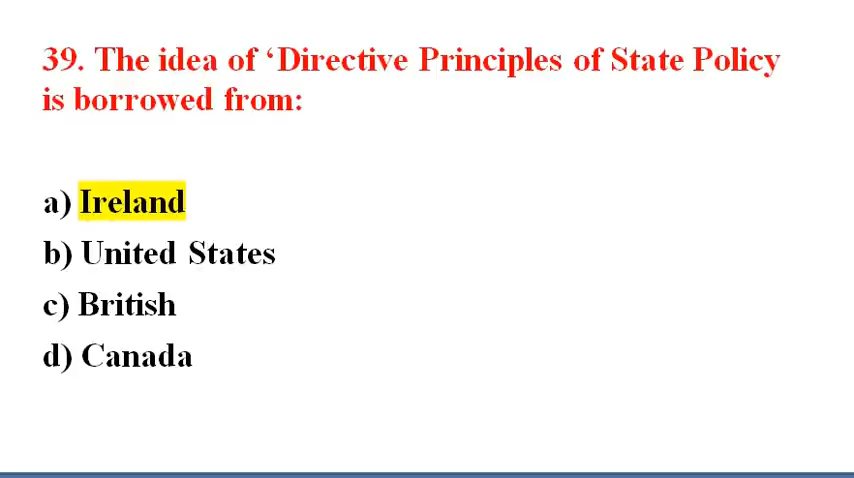 39. The idea of ‘Directive Principles of State Policy
is borrowed from:
a) Ireland
b) United States
c) British
d) Canada